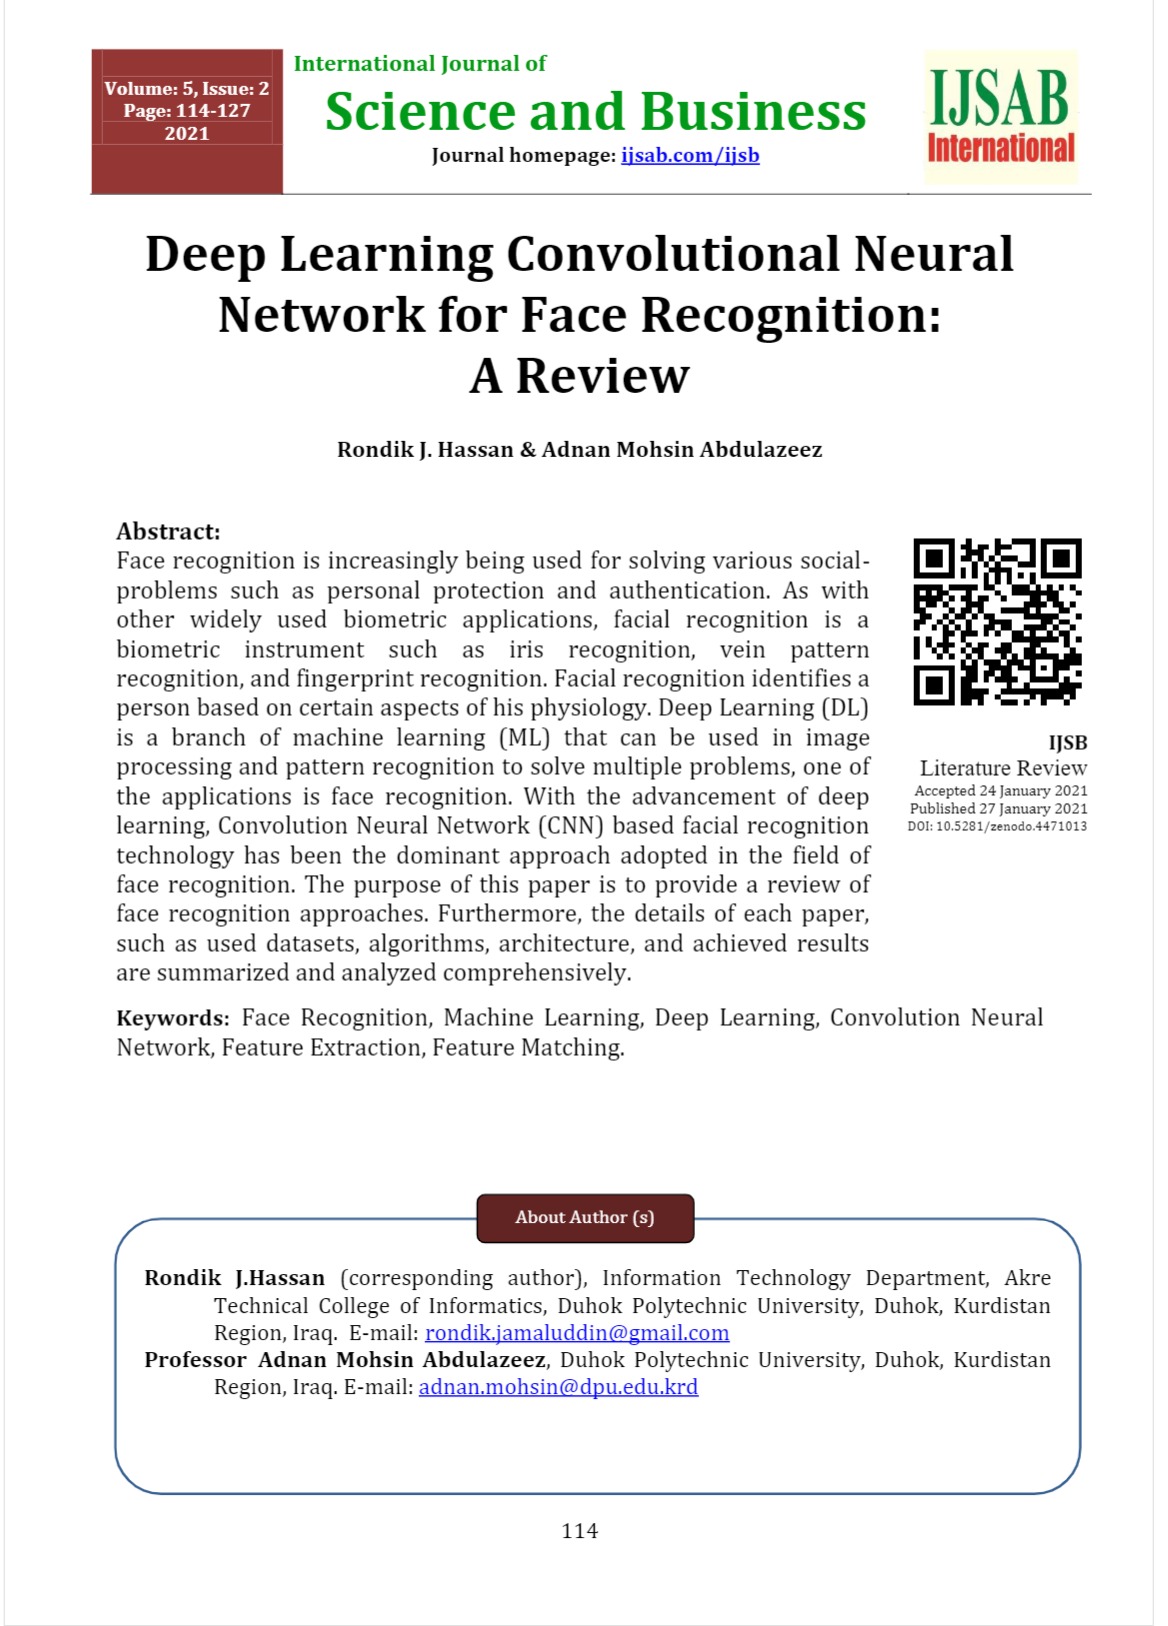 Volume: 5, Issue: 2
Page: 114-127
2021
International Journal of
Science and Business
Journal homepage: ijsab.com/ijsb
IJSAB
International
Deep Learning Convolutional Neural
Network for Face Recognition:
A Review
Rondik J. Hassan & Adnan Mohsin Abdulazeez
Abstract:
Face recognition is increasingly being used for solving various social-
problems such as personal protection and authentication. As with
other widely used biometric applications, facial recognition is a
biometric instrument such as iris recognition, vein pattern
recognition, and fingerprint recognition. Facial recognition identifies a
person based on certain aspects of his physiology. Deep Learning (DL)
is a branch of machine learning (ML) that can be used in image
processing and pattern recognition to solve multiple problems, one of
the applications is face recognition. With the advancement of deep
learning, Convolution Neural Network (CNN) based facial recognition
technology has been the dominant approach adopted in the field of
face recognition. The purpose of this paper is to provide a review of
face recognition approaches. Furthermore, the details of each paper,
such as used datasets, algorithms, architecture, and achieved results
are summarized and analyzed comprehensively.
IJSB
Literature Review
Accepted 24 January 2021
Published 27 January 2021
DOI: 10.5281/zenodo.4471013
Keywords: Face Recognition, Machine Learning, Deep Learning, Convolution Neural
Network, Feature Extraction, Feature Matching.
About Author (s)
Rondik J.Hassan (corresponding author), Information Technology Department, Akre
Technical College of Informatics, Duhok Polytechnic University, Duhok, Kurdistan
Region, Iraq. E-mail: rondik.jamaluddin@gmail.com
Professor Adnan Mohsin Abdulazeez, Duhok Polytechnic University, Duhok, Kurdistan
Region, Iraq. E-mail: adnan.mohsin@dpu.edu.krd
114